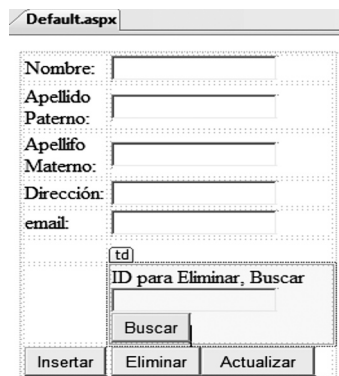 Default.aspx
Nombre:
Apellido
Paterno:
Apellifo
Materno:
Dirección:
email:
td
ID para Eliminar, Buscar
Buscar
Insertar Eliminar Actualizar